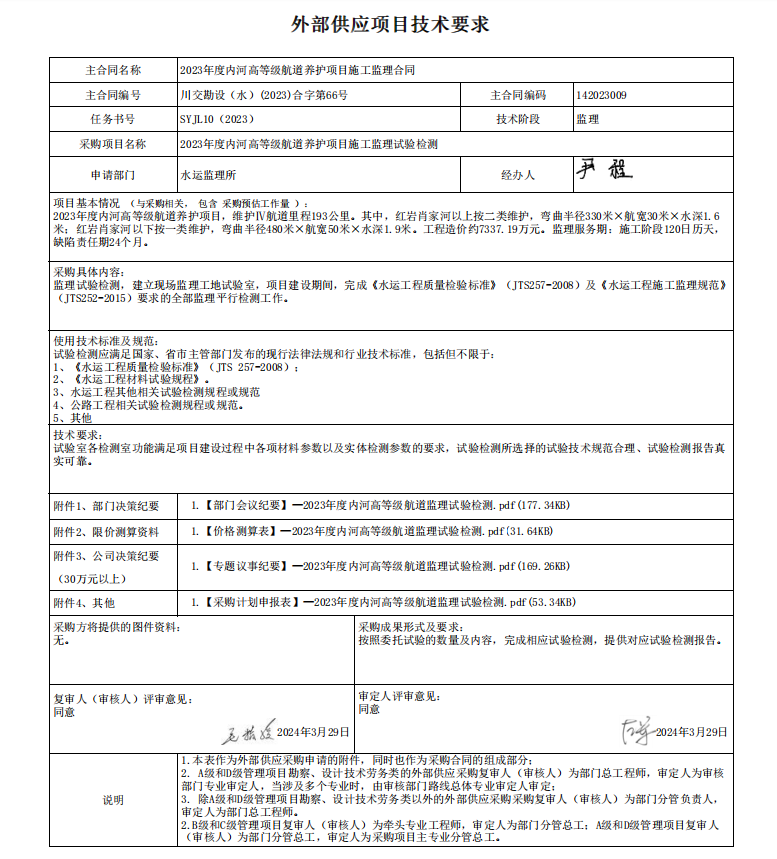 外部供应项目技术要求
主合同名称 2023年度内河高等级航道养护项目施工监理合同
主合同编号 川交勘设（水）(2023)合字第66号 主合同编码 142023009
任务书号 SYJL10（2023） 技术阶段 监理
采购项目名称 2023年度内河高等级航道养护项目施工监理试验检测
申请部门 水运监理所 经办人
项目基本情况 （与采购相关， 包含 采购预估工作量 ）：
2023年度内河高等级航道养护项目，维护Ⅳ航道里程193公里。其中，红岩肖家河以上按二类维护，弯曲半径330米×航宽30米×水深1.6
米；红岩肖家河以下按一类维护，弯曲半径480米×航宽50米×水深1.9米。工程造价约7337.19万元。监理服务期：施工阶段120日历天，
缺陷责任期24个月。
采购具体内容：
监理试验检测，建立现场监理工地试验室，项目建设期间，完成《水运工程质量检验标准》（JTS257-2008）及《水运工程施工监理规范》
（JTS252-2015）要求的全部监理平行检测工作。
使用技术标准及规范：
试验检测应满足国家、省市主管部门发布的现行法律法规和行业技术标准，包括但不限于：
1、《水运工程质量检验标准》（JTS 257-2008）；
2、《水运工程材料试验规程》。
3、水运工程其他相关试验检测规程或规范
4、公路工程相关试验检测规程或规范。
5、其他
技术要求：
试验室各检测室功能满足项目建设过程中各项材料参数以及实体检测参数的要求，试验检测所选择的试验技术规范合理、试验检测报告真
实可靠。
附件1、部门决策纪要 1.【部门会议纪要】—2023年度内河高等级航道监理试验检测.pdf(177.34KB)
附件2、限价测算资料 1.【价格测算表】—2023年度内河高等级航道监理试验检测.pdf(31.64KB)
附件3、公司决策纪要
（30万元以上） 1.【专题议事纪要】—2023年度内河高等级航道监理试验检测.pdf(169.26KB)
附件4、其他 1.【采购计划申报表】—2023年度内河高等级航道监理试验检测.pdf(53.34KB)
采购方将提供的图件资料：
无。
采购成果形式及要求：
按照委托试验的数量及内容，完成相应试验检测，提供对应试验检测报告。
复审人（审核人）评审意见：
同意
2024年3月29日
审定人评审意见：
同意
2024年3月29日
说明
1.本表作为外部供应采购申请的附件，同时也作为采购合同的组成部分；
2. A级和D级管理项目勘察、设计技术劳务类的外部供应采购复审人（审核人）为部门总工程师，审定人为审核
部门专业审定人，当涉及多个专业时，由审核部门路线总体专业审定人审定；
3. 除A级和D级管理项目勘察、设计技术劳务类以外的外部供应采购采购复审人（审核人）为部门分管负责人，
审定人为部门总工程师。
2.B级和C级管理项目复审人（审核人）为牵头专业工程师，审定人为部门分管总工；A级和D级管理项目复审人
（审核人）为部门分管总工，审定人为采购项目主专业分管总工。